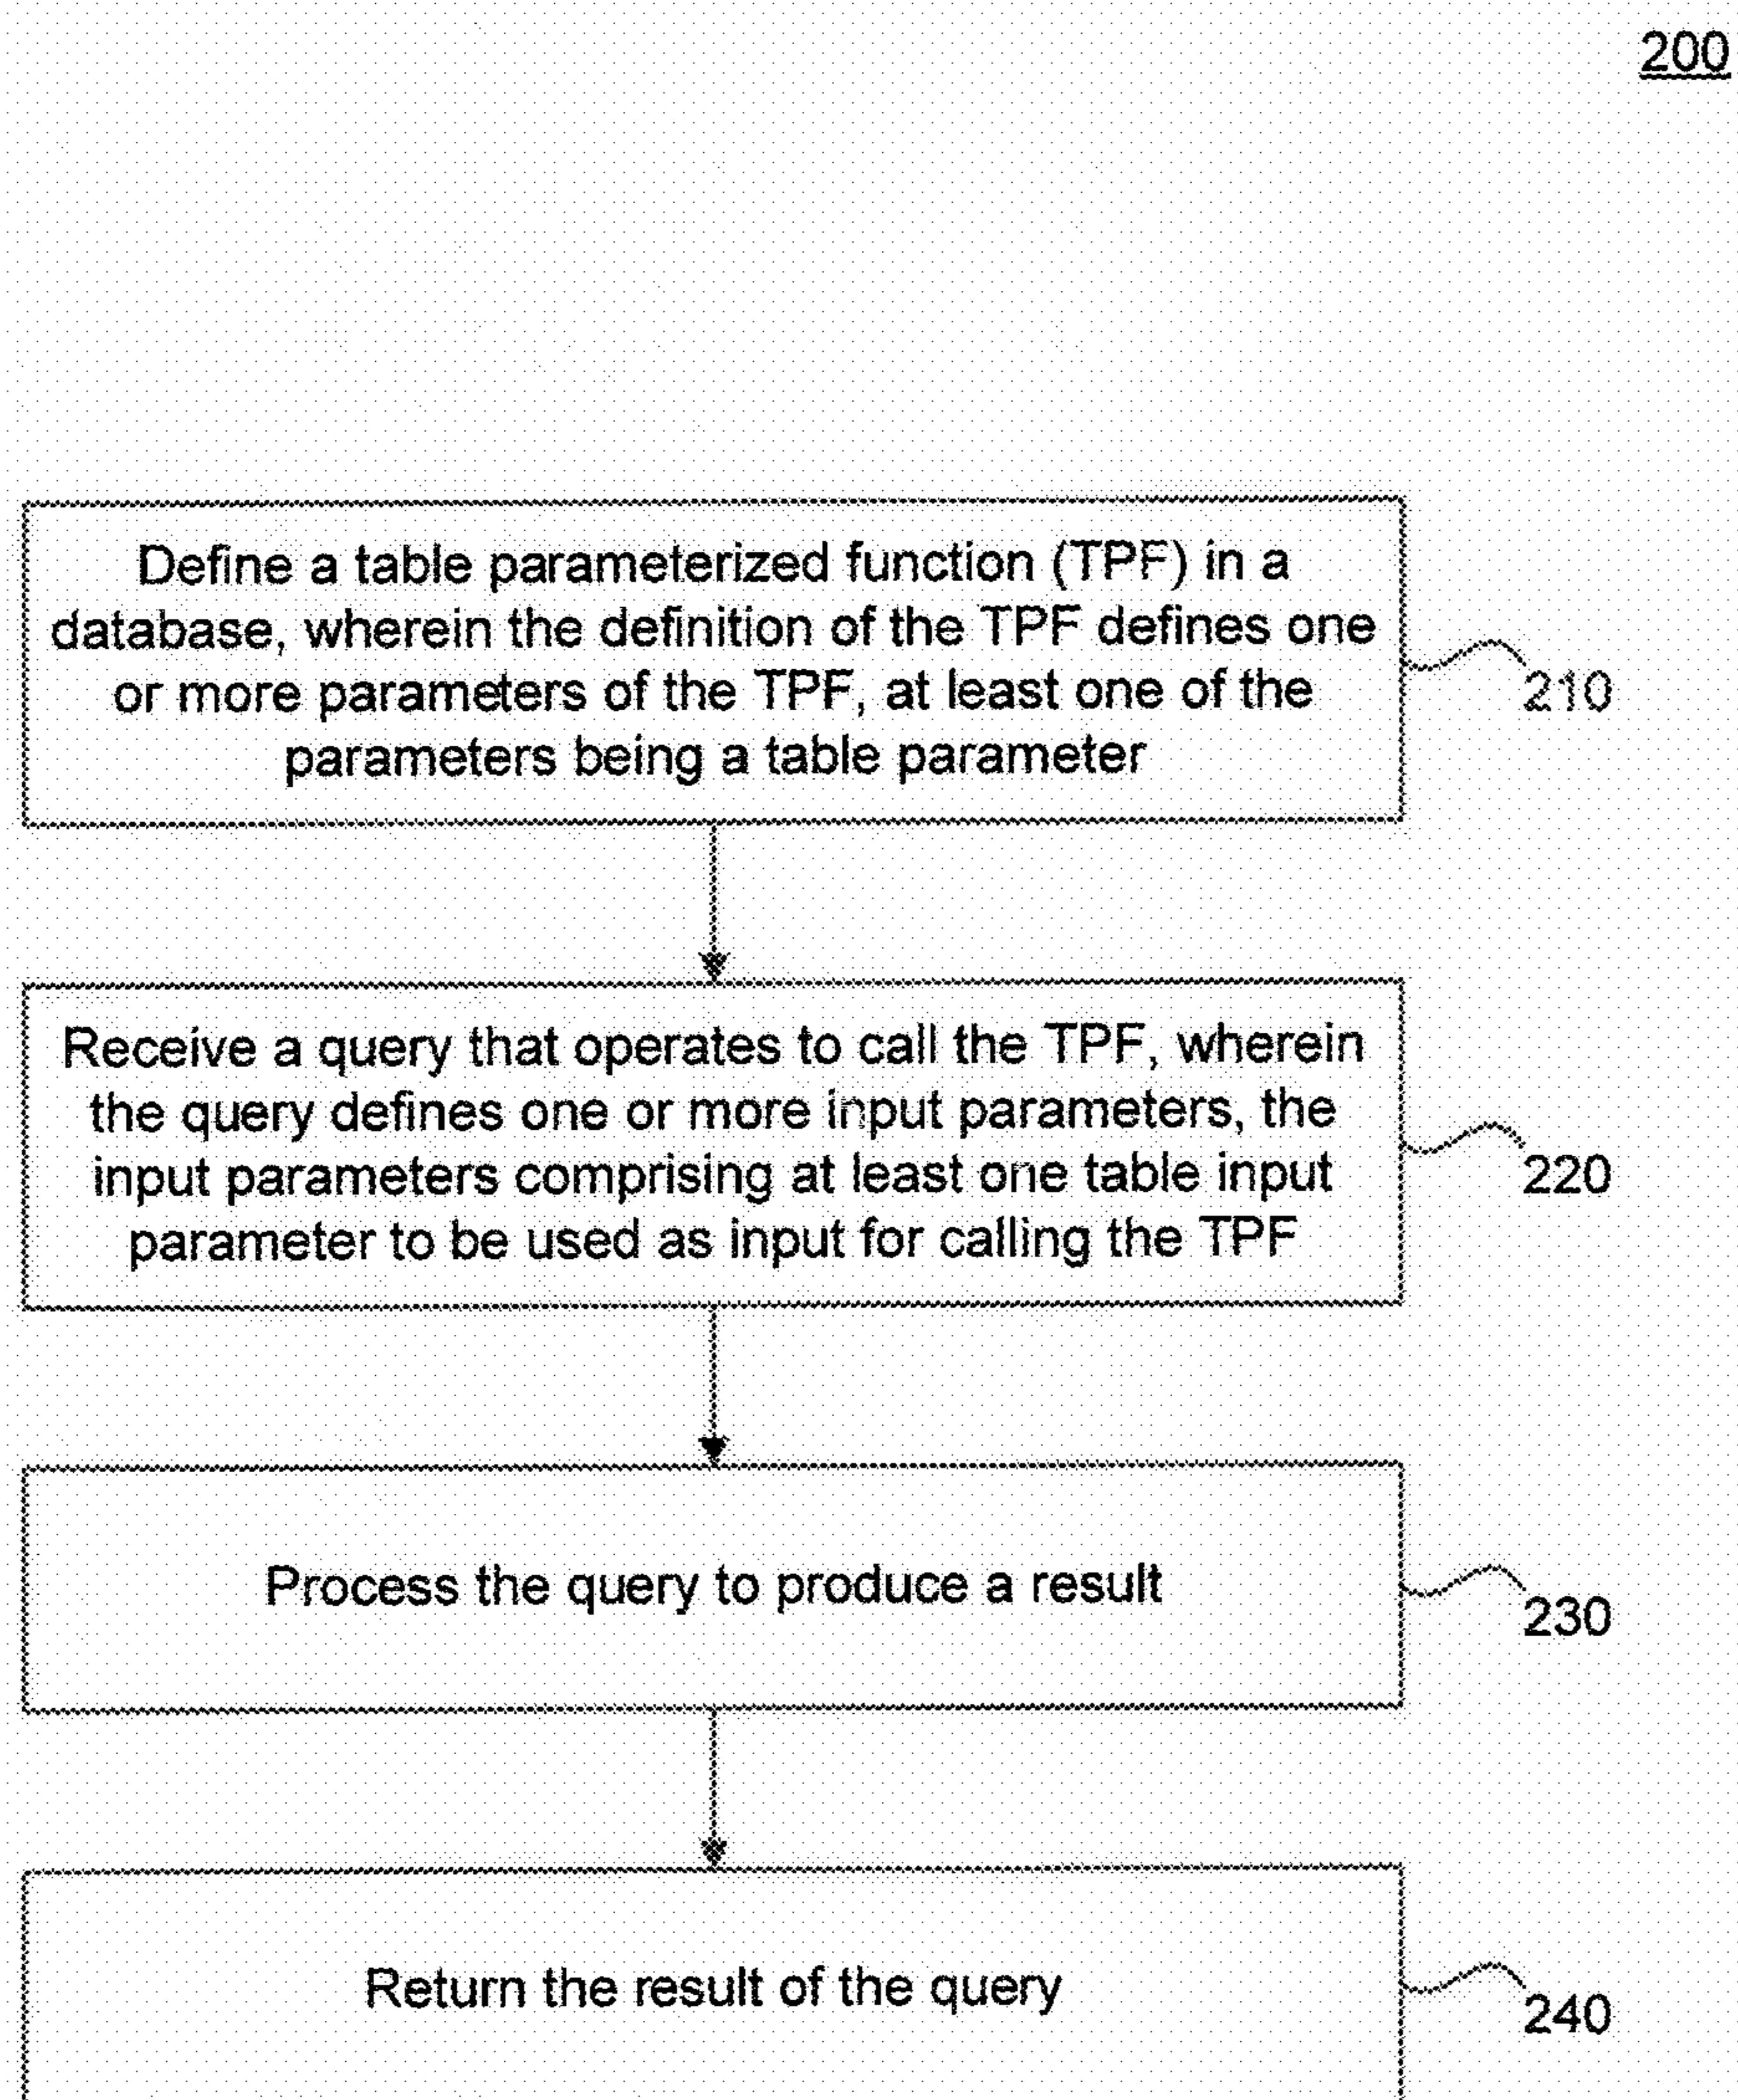 200
Define a table parameterized function (TPF) in a
database, wherein the definition of the TPF defines one
or more parameters of the TPF, at least one of the
parameters being a table parameter
210
Receive a query that operates to call the TPF, wherein
the query defines one or more input parameters, the
input parameters comprising at least one table input
parameter to be used as input for calling the TPF
220
Process the query to produce a result
230
Return the result of the query
240